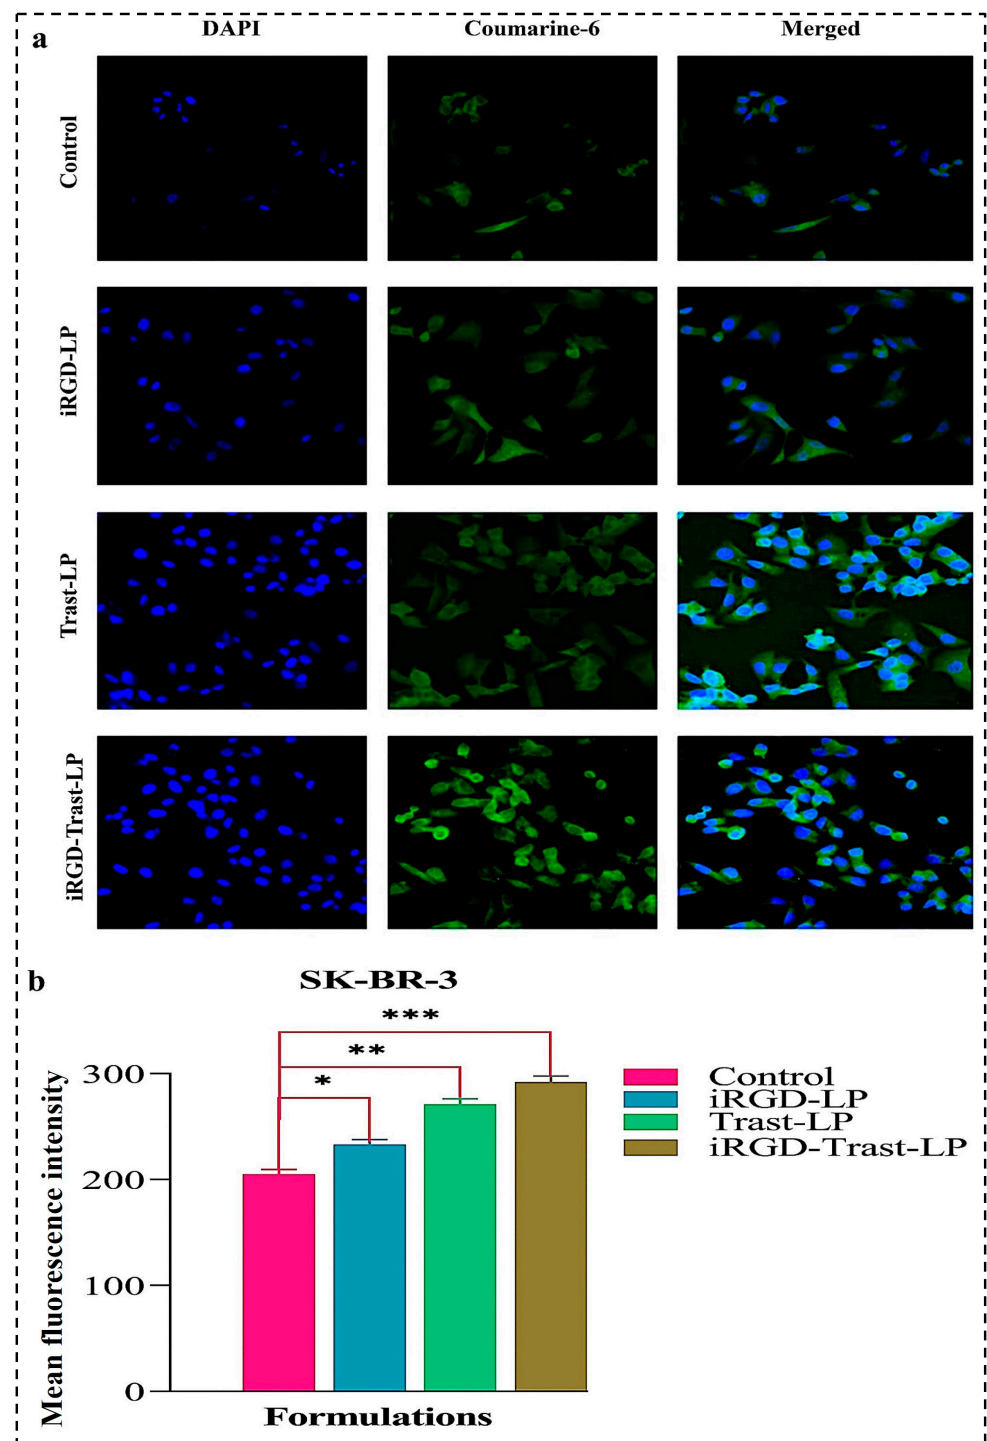 a
DAPI
Coumarine-6
Merged
Control
iRGD-LP
Trast-LP
iRGD-Trast-LP
b
SK-BR-3
***
**
*
Mean fluorescence intensity
300
200
100
0
Formulations
Control
iRGD-LP
Trast-LP
iRGD-Trast-LP